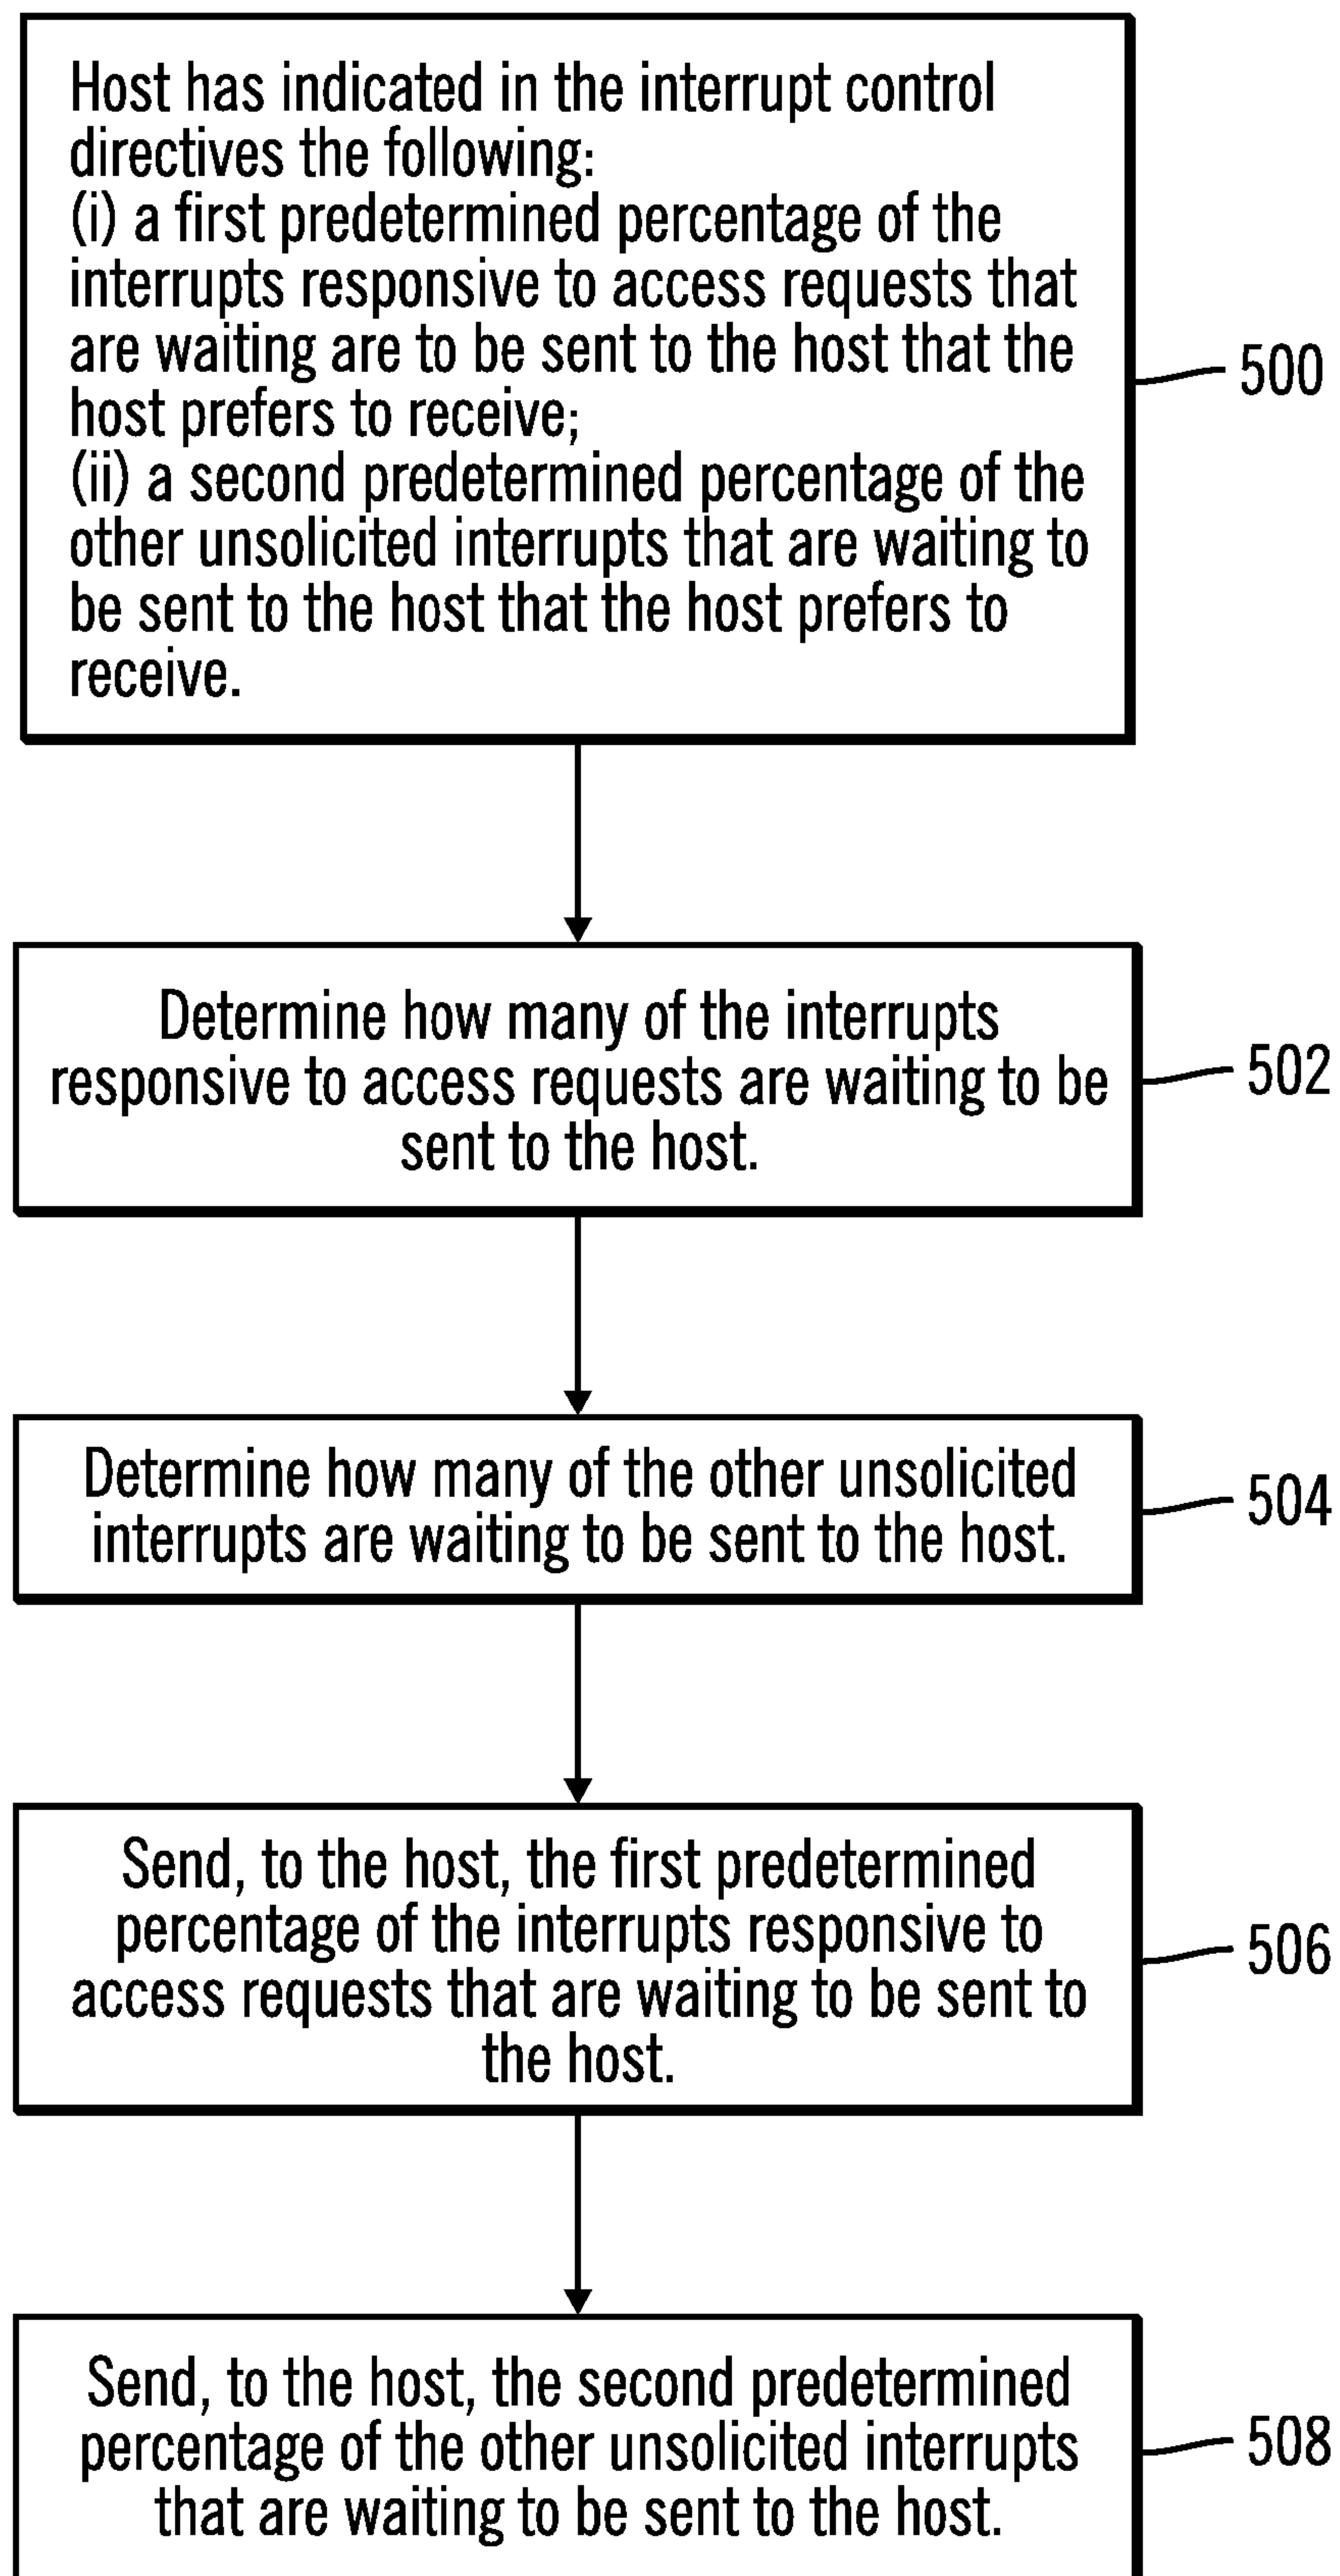 Host has indicated in the interrupt control
directives the following:
(i) a first predetermined percentage of the
interrupts responsive to access requests that
are waiting are to be sent to the host that the
host prefers to receive;
(ii) a second predetermined percentage of the
other unsolicited interrupts that are waiting to
be sent to the host that the host prefers to
receive.
500
Determine how many of the interrupts
responsive to access requests are waiting to be
sent to the host.
502
Determine how many of the other unsolicited
interrupts are waiting to be sent to the host.
504
Send, to the host, the first predetermined
percentage of the interrupts responsive to
access requests that are waiting to be sent to
the host.
506
Send, to the host, the second predetermined
percentage of the other unsolicited interrupts
that are waiting to be sent to the host.
508